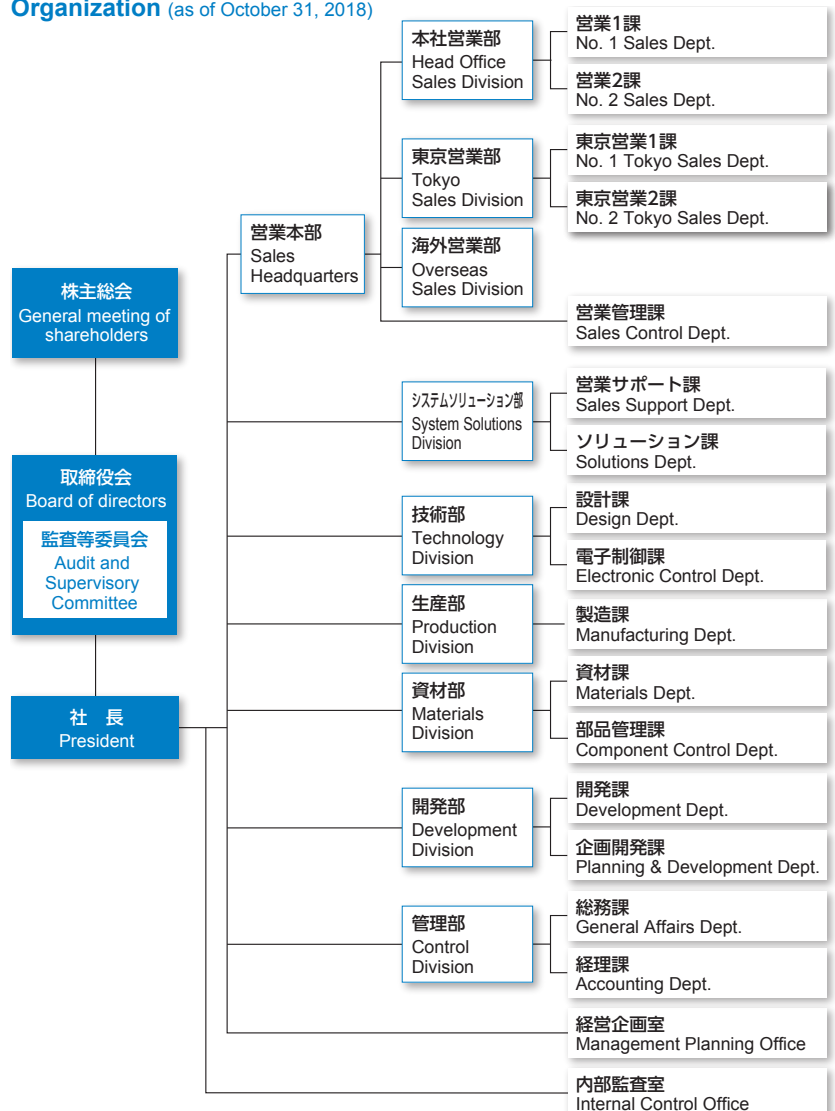 Organization (as of October 31, 2018)
本社営業部
Head Office
Sales Division
営業1課
No. 1 Sales Dept.
営業2課
No. 2 Sales Dept.
東京営業部
Tokyo
Sales Division
東京営業1課
No. 1 Tokyo Sales Dept.
東京営業2課
No. 2 Tokyo Sales Dept.
営業本部
Sales
Headquarters
海外営業部
Overseas
Sales Division
営業管理課
Sales Control Dept.
株主総会
General meeting of
shareholders
システムソリューション部
System Solutions
Division
営業サポート課
Sales Support Dept.
ソリューション課
Solutions Dept.
取締役会
Board of directors
監査等委員会
Audit and
Supervisory
Committee
技術部
Technology
Division
設計課
Design Dept.
電子制御課
Electronic Control Dept.
生産部
Production
Division
製造課
Manufacturing Dept.
社　長
President
資材部
Materials
Division
資材課
Materials Dept.
部品管理課
Component Control Dept.
開発部
Development
Division
開発課
Development Dept.
企画開発課
Planning & Development Dept.
管理部
Control
Division
総務課
General Affairs Dept.
経理課
Accounting Dept.
経営企画室
Management Planning Office
内部監査室
Internal Control Office